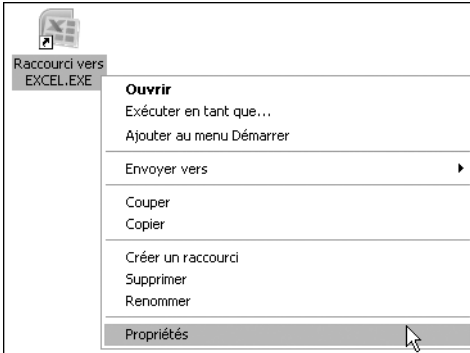 Raccourci vers
EXCEL.EXE
Ouvrir
Exécuter en tant que...
Ajouter au menu Démarrer
Envoyer vers
Couper
Copier
Créer un raccourci
Supprimer
Renommer
Propriétés